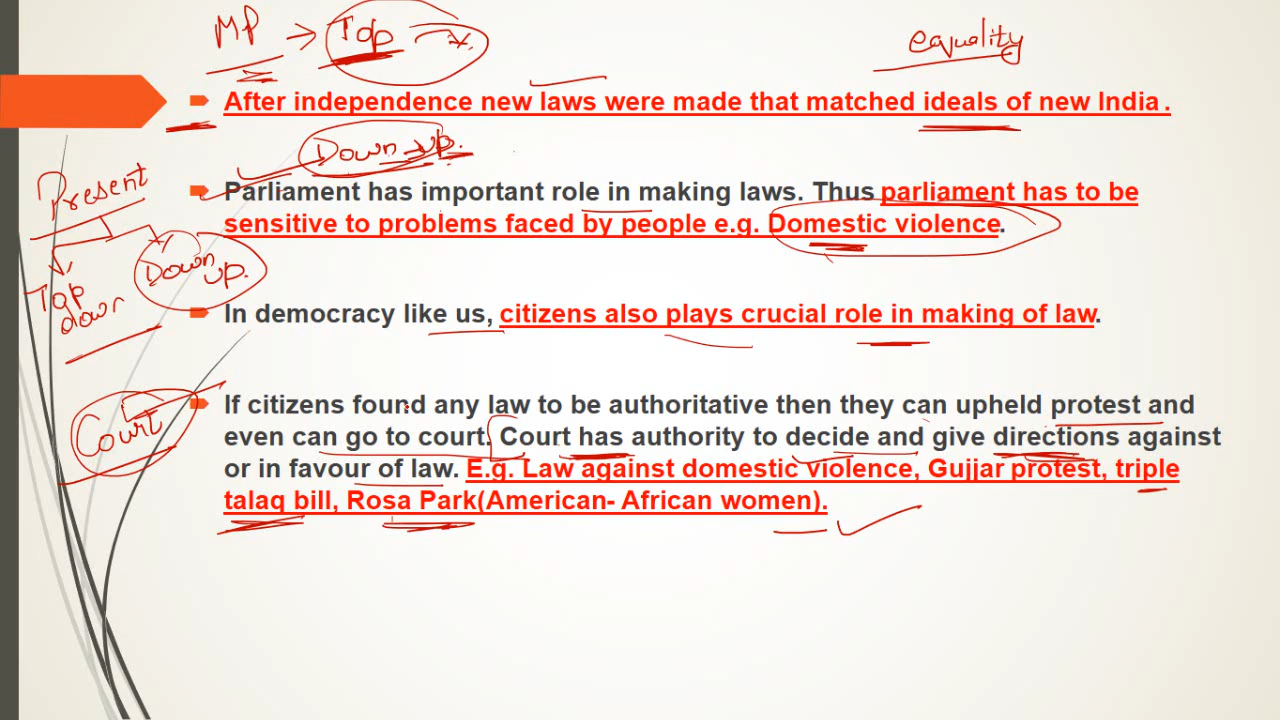 MP → Top
equality
After independence new laws were made that matched ideals of new India .
Down up.
Present
Parliament has important role in making laws. Thus parliament has to be
sensitive to problems faced by people e.g. Domestic violence.
Down
up.
Top
down
In democracy like us, citizens also plays crucial role in making of law.
Court
If citizens found any law to be authoritative then they can upheld protest and
even can go to court. Court has authority to decide and give directions against
or in favour of law. E.g. Law against domestic violence, Gujjar protest, triple
talaq bill, Rosa Park(American- African women).